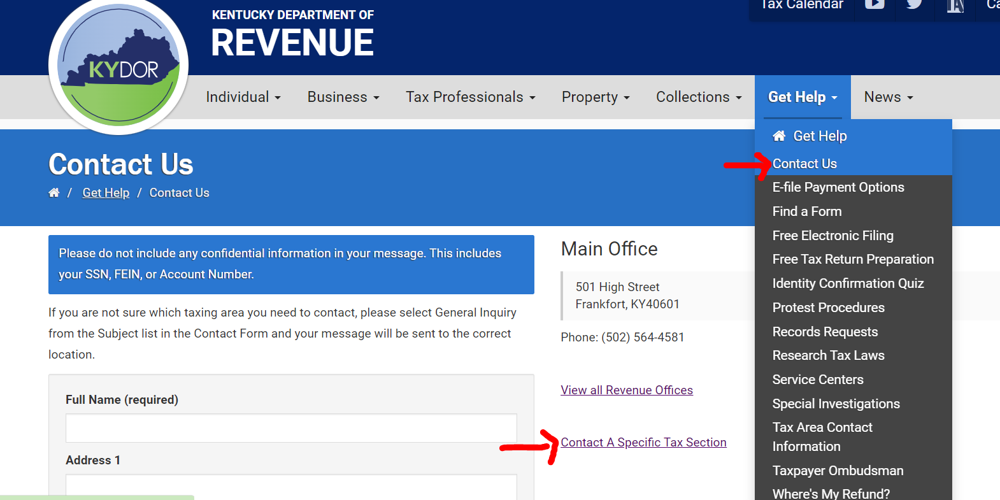 Tax Calendar
KENTUCKY DEPARTMENT OF
REVENUE
KYDOR
Individual
Business
Tax Professionals
Property
Collections
Get Help
News
Get Help
Contact Us
E-file Payment Options
Find a Form
Free Electronic Filing
Free Tax Return Preparation
Identity Confirmation Quiz
Protest Procedures
Records Requests
Research Tax Laws
Service Centers
Special Investigations
Tax Area Contact
Information
Taxpayer Ombudsman
Where's My Refund?
Contact Us
/ Get Help / Contact Us
Please do not include any confidential information in your message. This includes
your SSN, FEIN, or Account Number.
If you are not sure which taxing area you need to contact, please select General Inquiry
from the Subject list in the Contact Form and your message will be sent to the correct
location.
Full Name (required)
Address 1
Main Office
501 High Street
Frankfort, KY40601
Phone: (502) 564-4581
View all Revenue Offices
Contact A Specific Tax Section